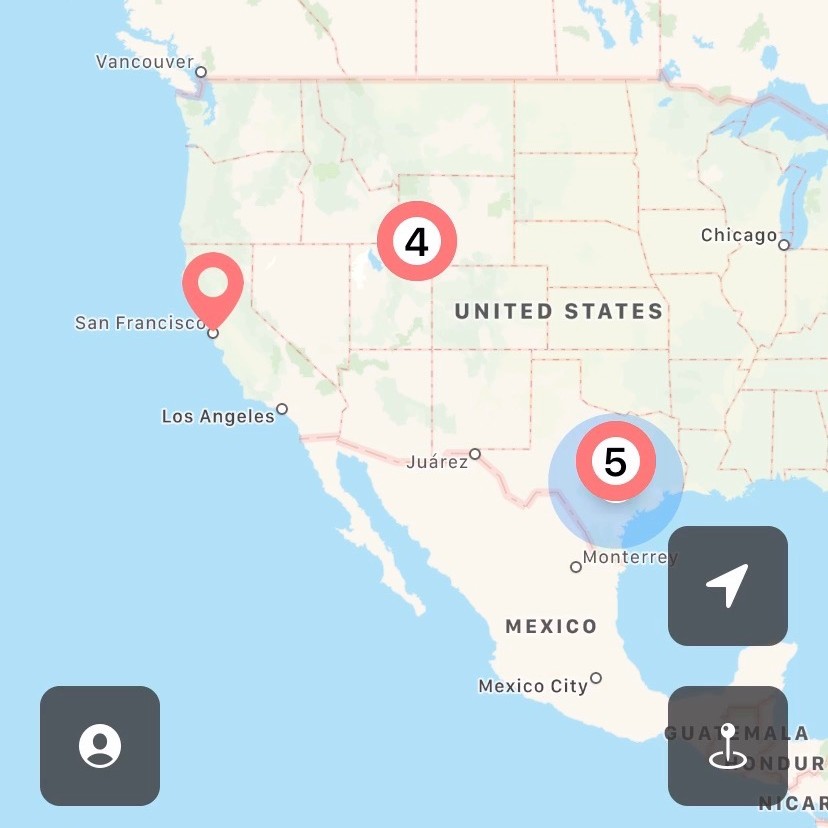 Vancouver
4
Chicago
UNITED STATES
San Francisco
Los Angeles
5
Juárez
Monterrey
MEXICO
Mexico City
GUATEMALA
HONDUR
NICAR